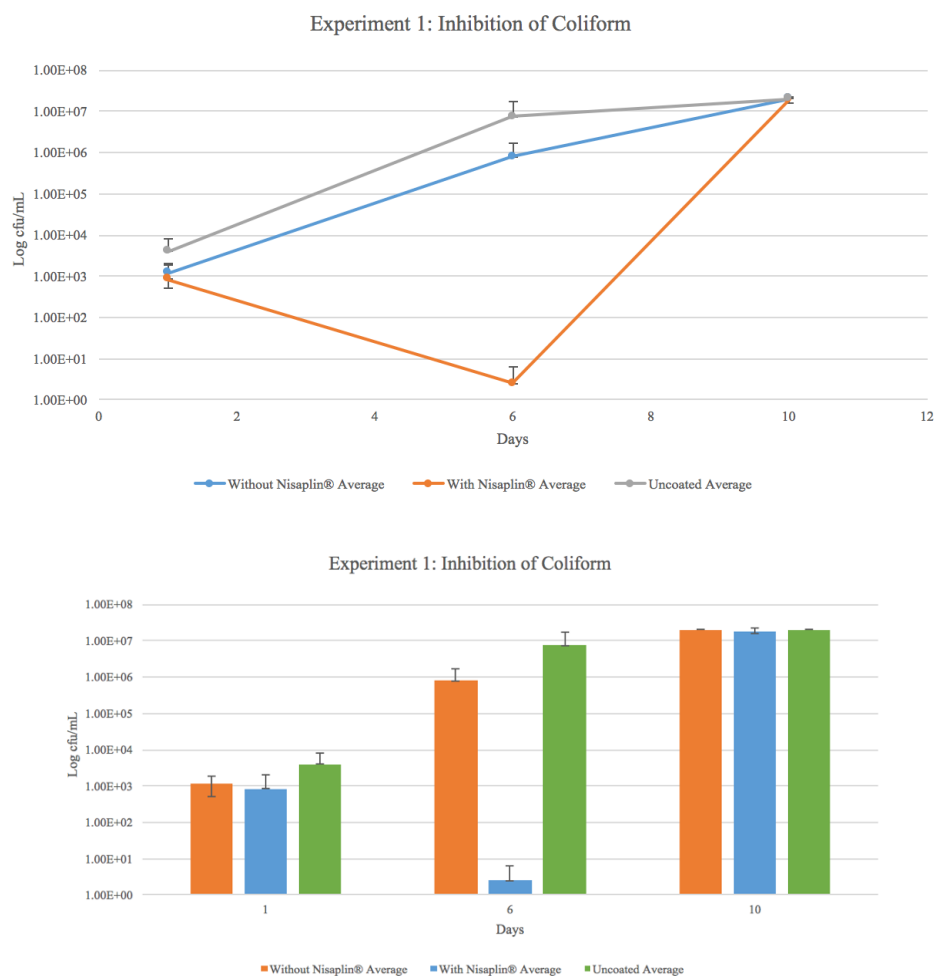 Experiment 1: Inhibition of Coliform
1.00E+08
1.00E+07
1.00E+06
1.00E+05
1.00E+04
1.00E+03
1.00E+02
1.00E+01
1.00E+00
Log cfu/mL
0 2 4 6 8 10 12
Days
Without Nisaplin® Average With Nisaplin® Average Uncoated Average
Experiment 1: Inhibition of Coliform
1.00E+08
1.00E+07
1.00E+06
1.00E+05
1.00E+04
1.00E+03
1.00E+02
1.00E+01
1.00E+00
Log cfu/mL
1 6 10
Days
Without Nisaplin® Average With Nisaplin® Average Uncoated Average